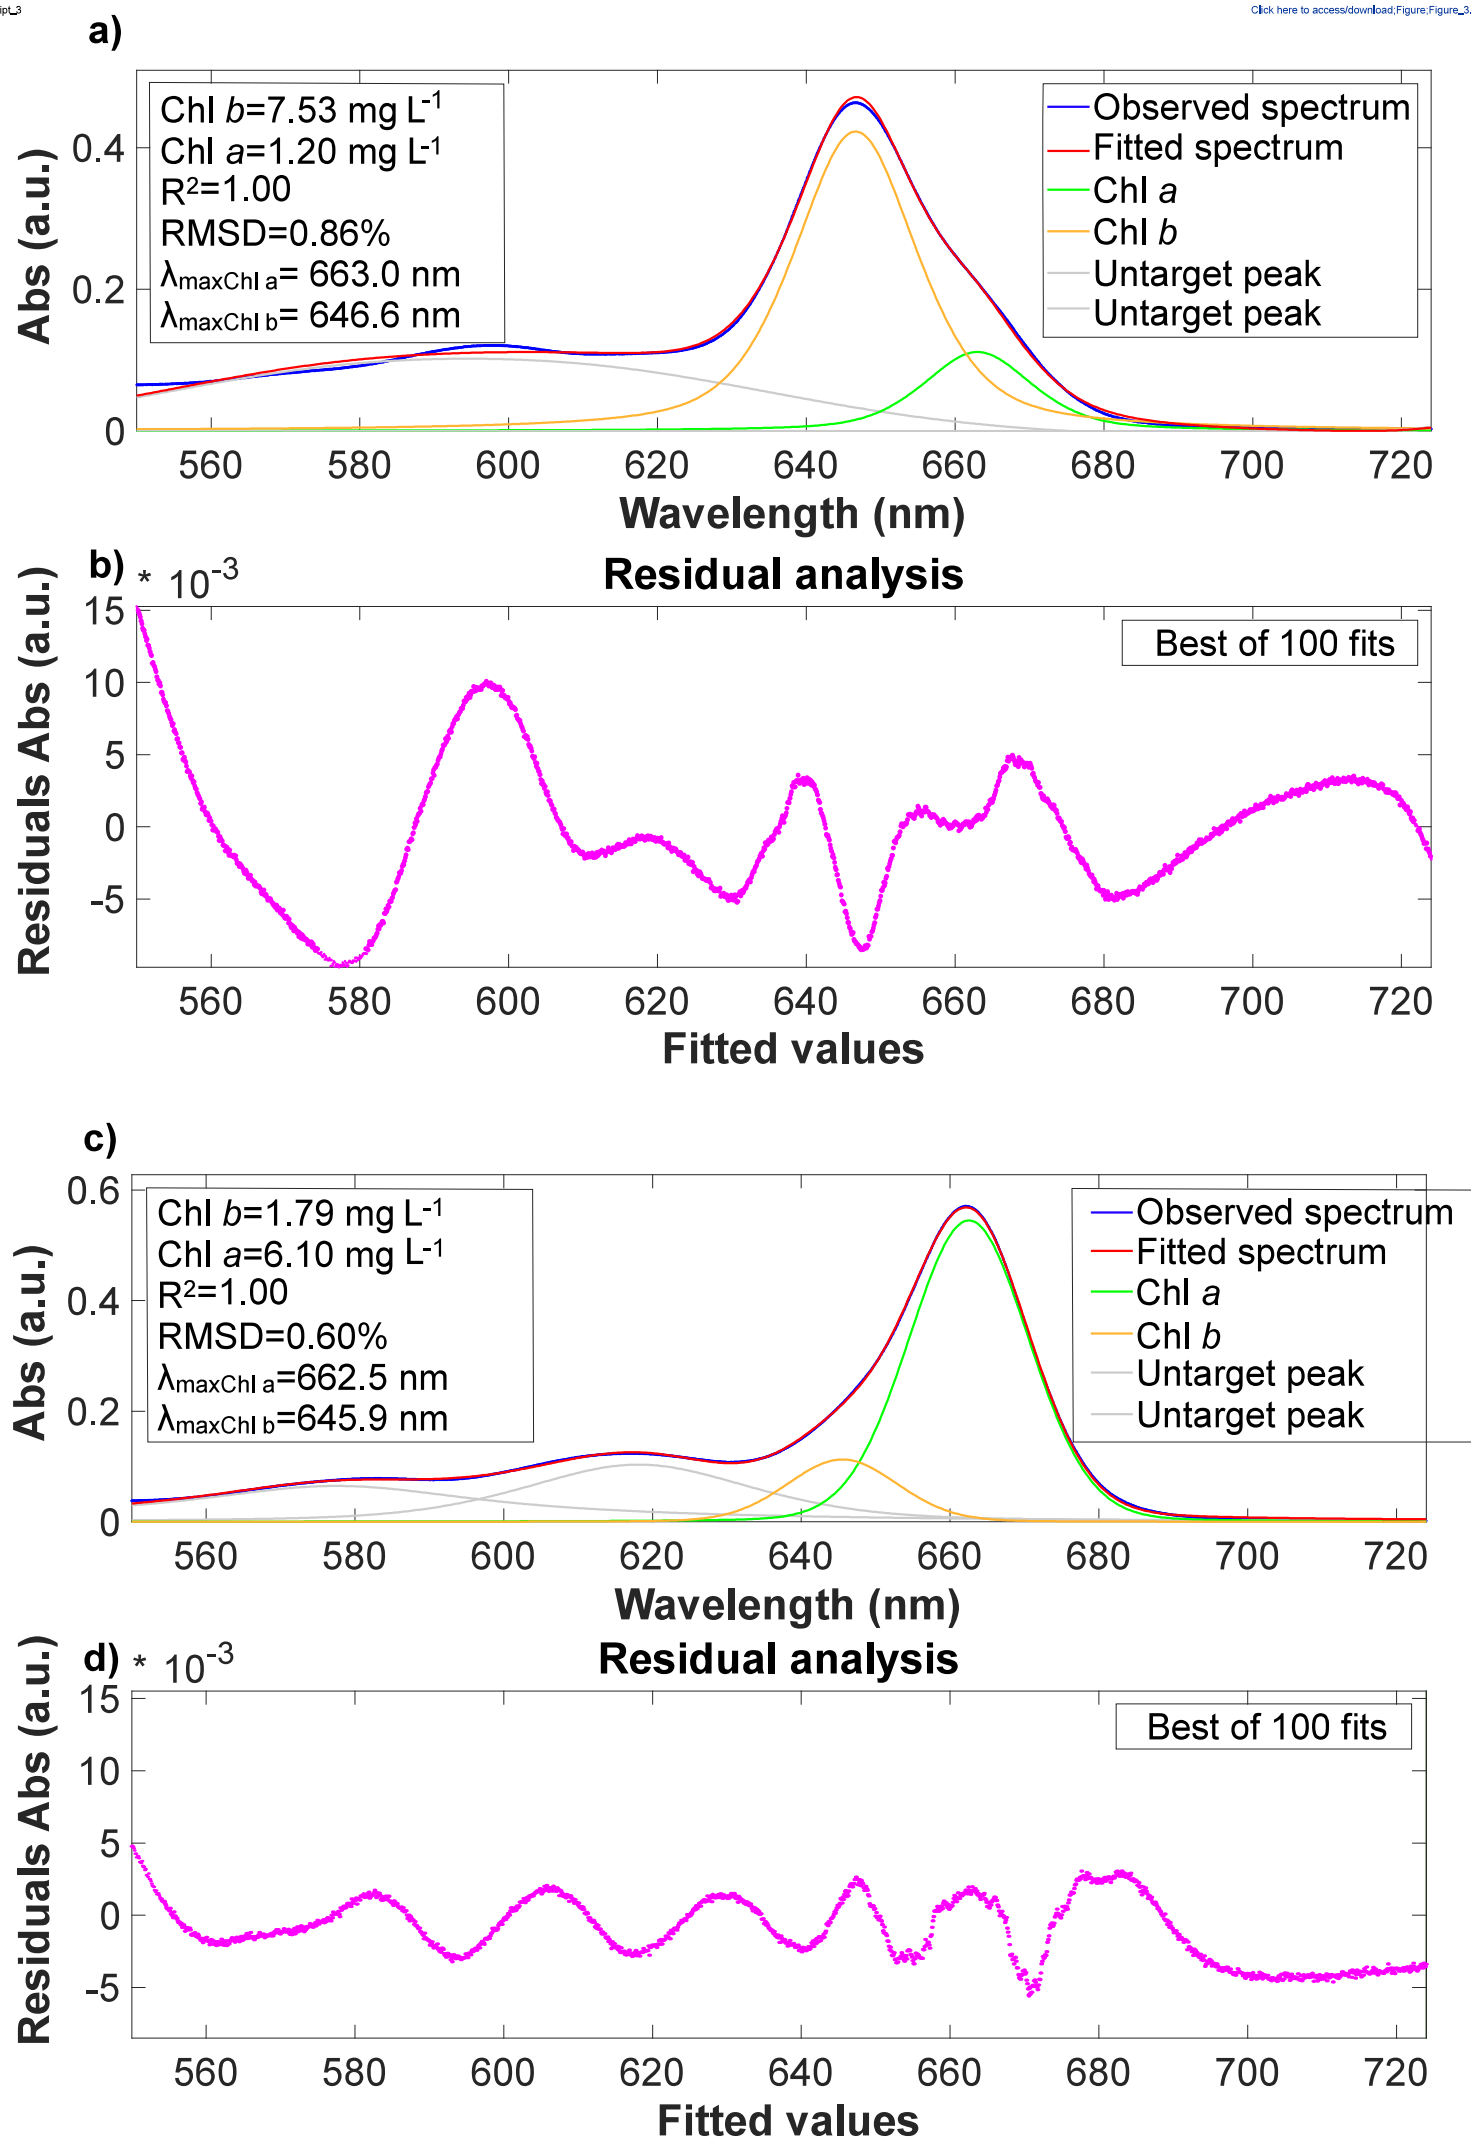 ipt_3
Click here to access/download;Figure;Figure_3.
a)
Chl b=7.53 mg L-1
Chl a=1.20 mg L-1
R2=1.00
RMSD=0.86%
λmaxChl a= 663.0 nm
λmaxChl b= 646.6 nm
Observed spectrum
Fitted spectrum
Chl a
Chl b
Untarget peak
Untarget peak
Abs (a.u.)
0.4
0.2
0
560 580 600 620 640 660 680 700 720
Wavelength (nm)
b)
* 10-3
Residual analysis
Best of 100 fits
Residuals Abs (a.u.)
15
10
5
0
-5
560 580 600 620 640 660 680 700 720
Fitted values
c)
Chl b=1.79 mg L-1
Chl a=6.10 mg L-1
R2=1.00
RMSD=0.60%
λmaxChl a=662.5 nm
λmaxChl b=645.9 nm
Observed spectrum
Fitted spectrum
Chl a
Chl b
Untarget peak
Untarget peak
Abs (a.u.)
0.6
0.4
0.2
0
560 580 600 620 640 660 680 700 720
Wavelength (nm)
d)
* 10-3
Residual analysis
Best of 100 fits
Residuals Abs (a.u.)
15
10
5
0
-5
560 580 600 620 640 660 680 700 720
Fitted values